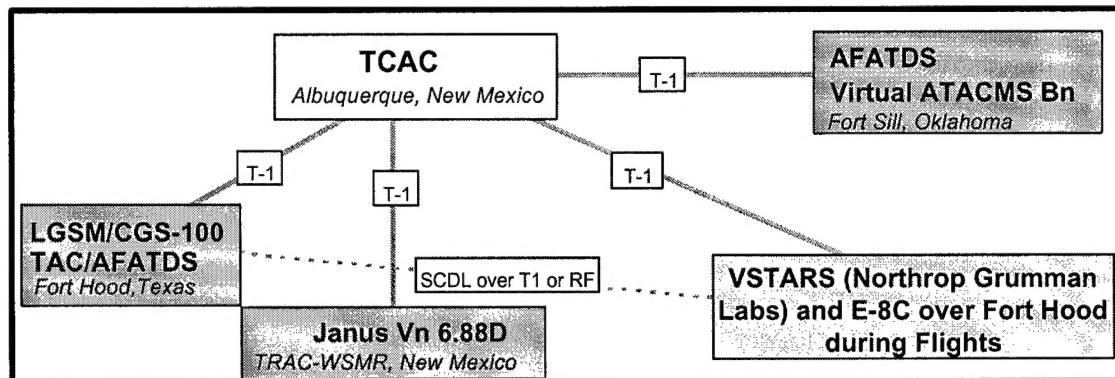 TCAC
Albuquerque, New Mexico
T-1
AFATDS
Virtual ATACMS Bn
Fort Sill, Oklahoma
T-1
T-1
T-1
LGSM/CGS-100
TAC/AFATDS
Fort Hood,Texas
SCDL over T1 or RF
VSTARS (Northrop Grumman
Labs) and E-8C over Fort Hood
during Flights
Janus Vn 6.88D
TRAC-WSMR, New Mexico